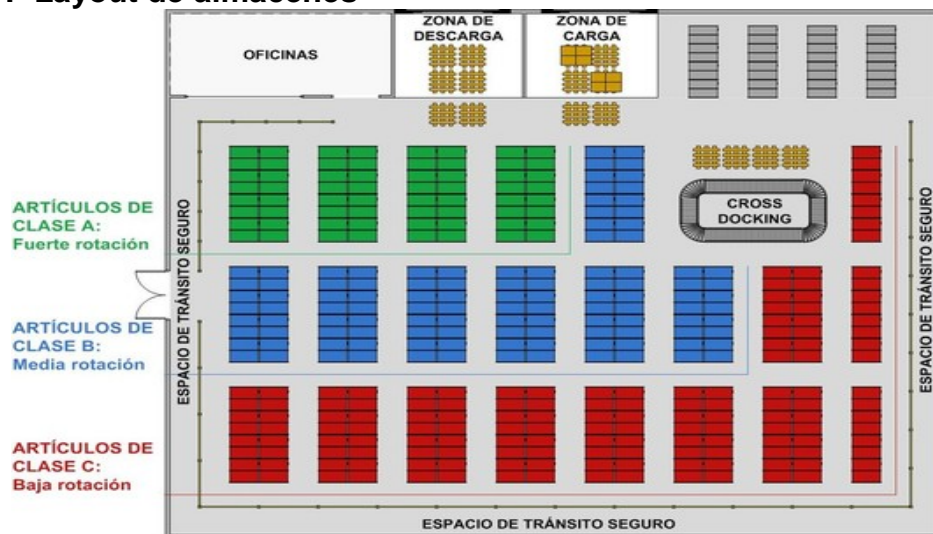 Layout de almacenes
OFICINAS
ZONA DE
DESCARGA
ZONA DE
CARGA
CROSS
DOCKING
ARTÍCULOS DE
CLASE A:
Fuerte rotación
ARTÍCULOS DE
CLASE B:
Media rotación
ARTÍCULOS DE
CLASE C:
Baja rotación
ESPACIO DE TRÁNSITO SEGURO
ESPACIO DE TRÁNSITO SEGURO
ESPACIO DE TRÁNSITO SEGURO